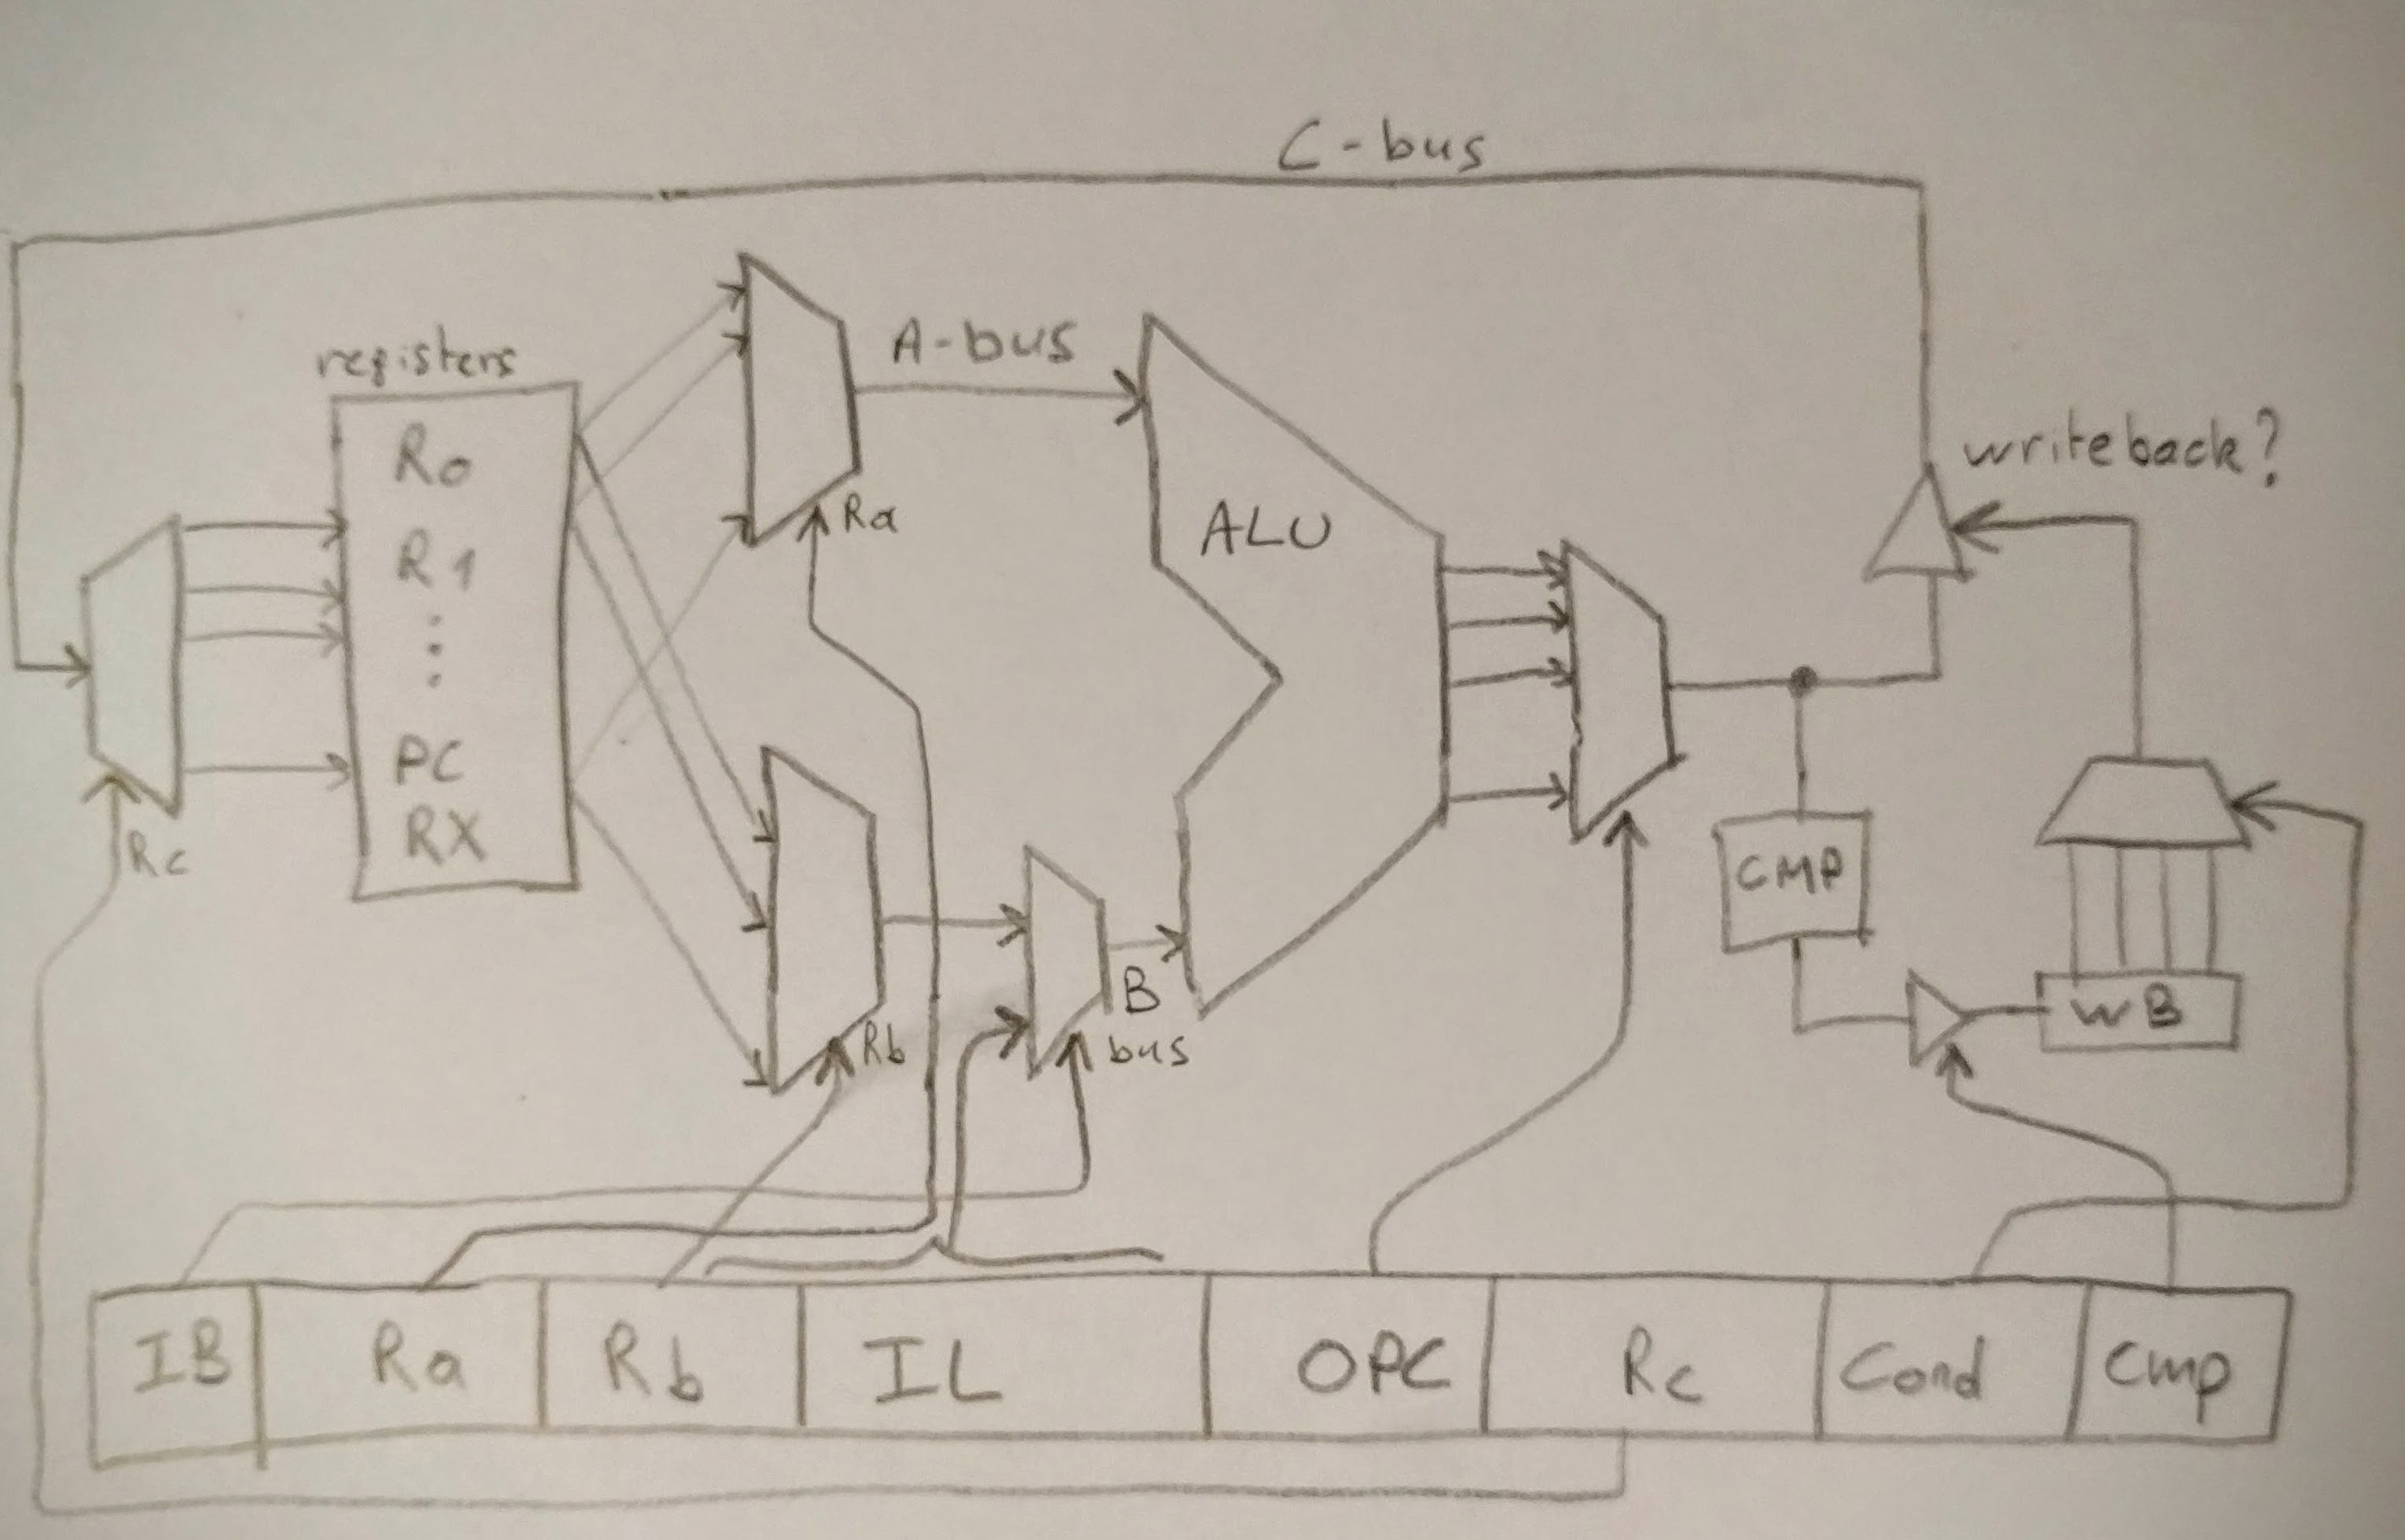 C-bus
registers
A-bus
writeback?
R0
Ra
ALU
R1
PC
RX
Rc
CMP
B
bus
Rb
WB
IB Ra Rb IL OPC Rc Cond Cmp